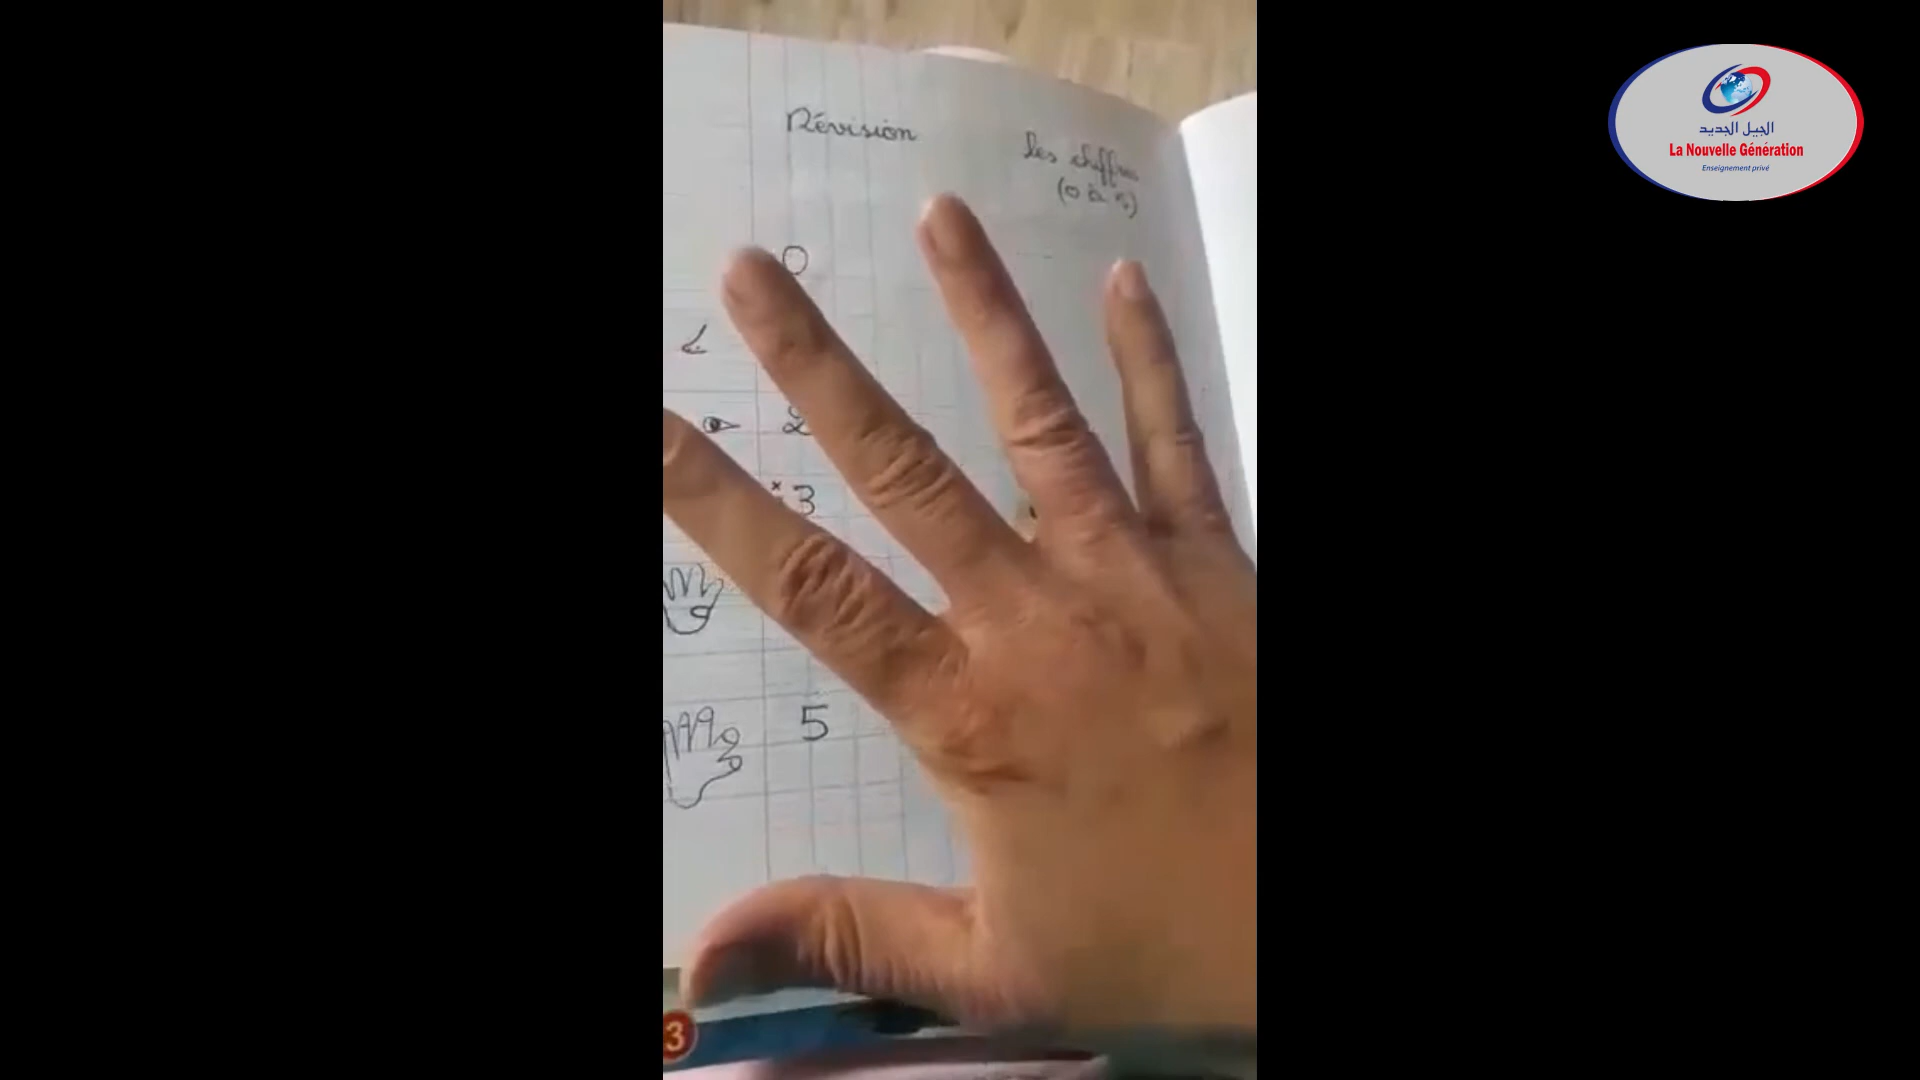 Révision
les chiffres
(0 à 5)
0
2
3
5
3
الجيل الجديد
La Nouvelle Génération
Enseignement privé